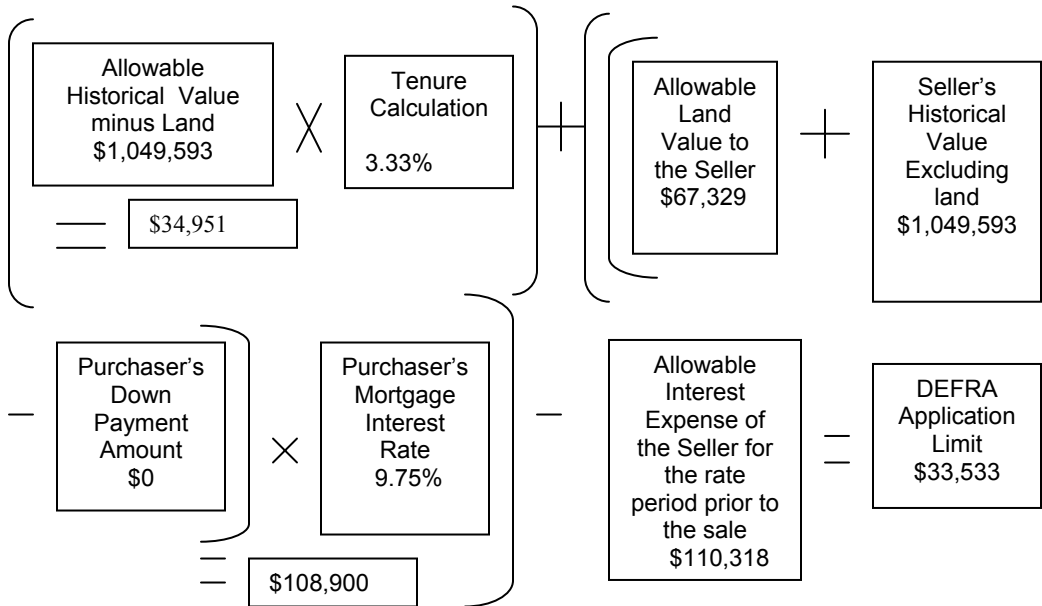 Allowable
Historical Value
minus Land
$1,049,593
X
Tenure
Calculation
3.33%
=
$34,951
+
Allowable
Land
Value to
the Seller
$67,329
+
Seller's
Historical
Value
Excluding
land
$1,049,593
-
Purchaser's
Down
Payment
Amount
$0
X
Purchaser's
Mortgage
Interest
Rate
9.75%
=
$108,900
-
Allowable
Interest
Expense of
the Seller for
the rate
period prior to
the sale
$110,318
=
DEFRA
Application
Limit
$33,533